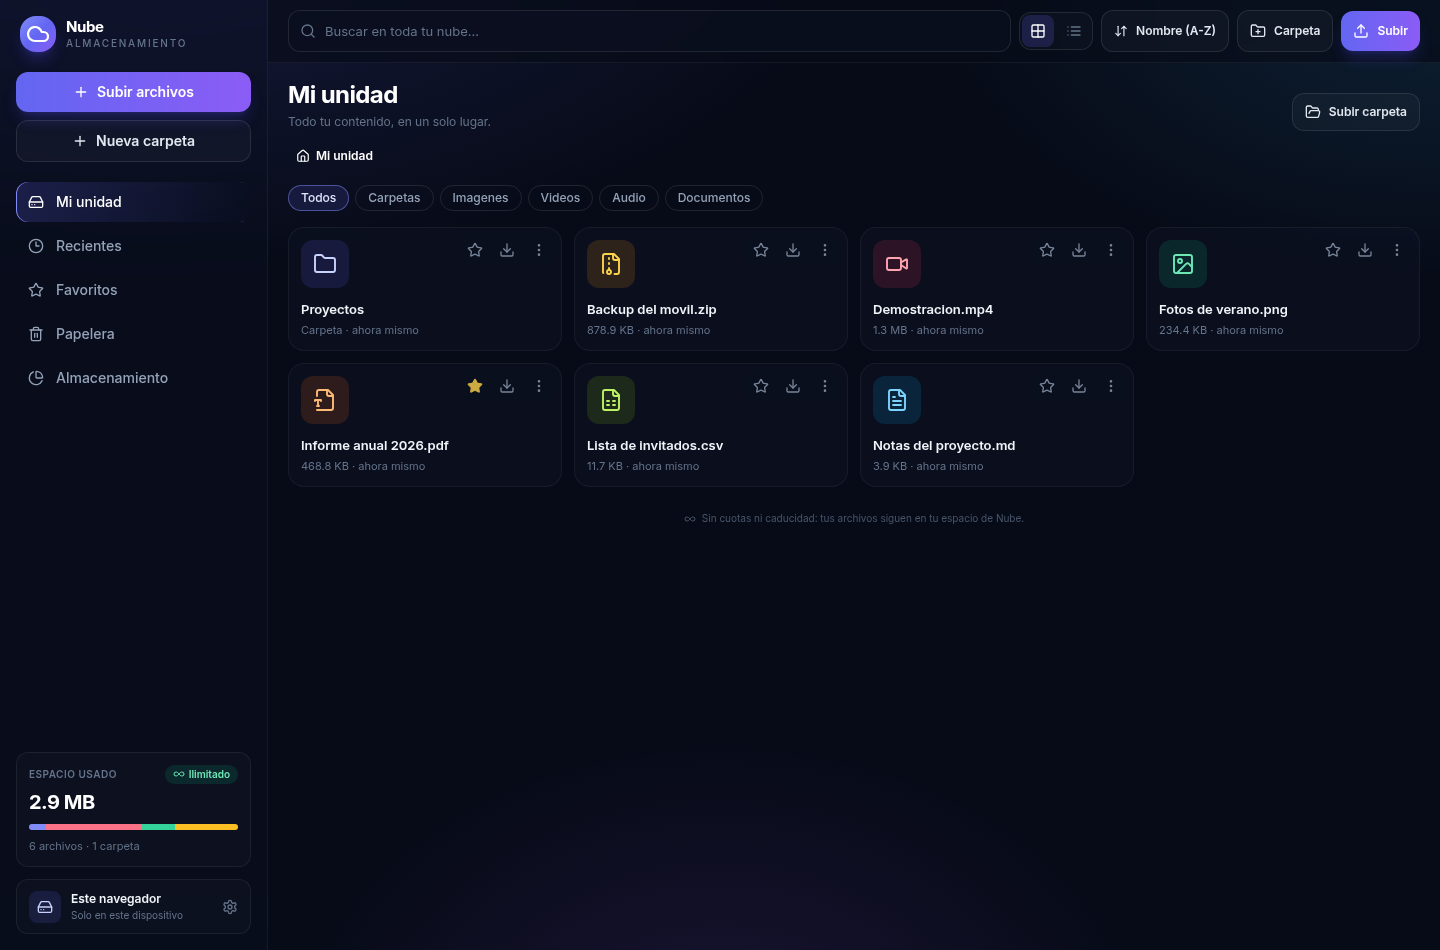 Nube
ALMACENAMIENTO
Subir archivos
Nueva carpeta
Mi unidad
Recientes
Favoritos
Papelera
Almacenamiento
ESPACIO USADO
Ilimitado
2.9 MB
6 archivos · 1 carpeta
Este navegador
Solo en este dispositivo
Buscar en toda tu nube...
Nombre (A-Z)
Carpeta
Subir
Mi unidad
Todo tu contenido, en un solo lugar.
Subir carpeta
Mi unidad
Todos
Carpetas
Imagenes
Videos
Audio
Documentos
Proyectos
Carpeta · ahora mismo
Backup del movil.zip
878.9 KB · ahora mismo
Demostracion.mp4
1.3 MB · ahora mismo
Fotos de verano.png
234.4 KB · ahora mismo
Informe anual 2026.pdf
468.8 KB · ahora mismo
Lista de invitados.csv
11.7 KB · ahora mismo
Notas del proyecto.md
3.9 KB · ahora mismo
Sin cuotas ni caducidad: tus archivos siguen en tu espacio de Nube.